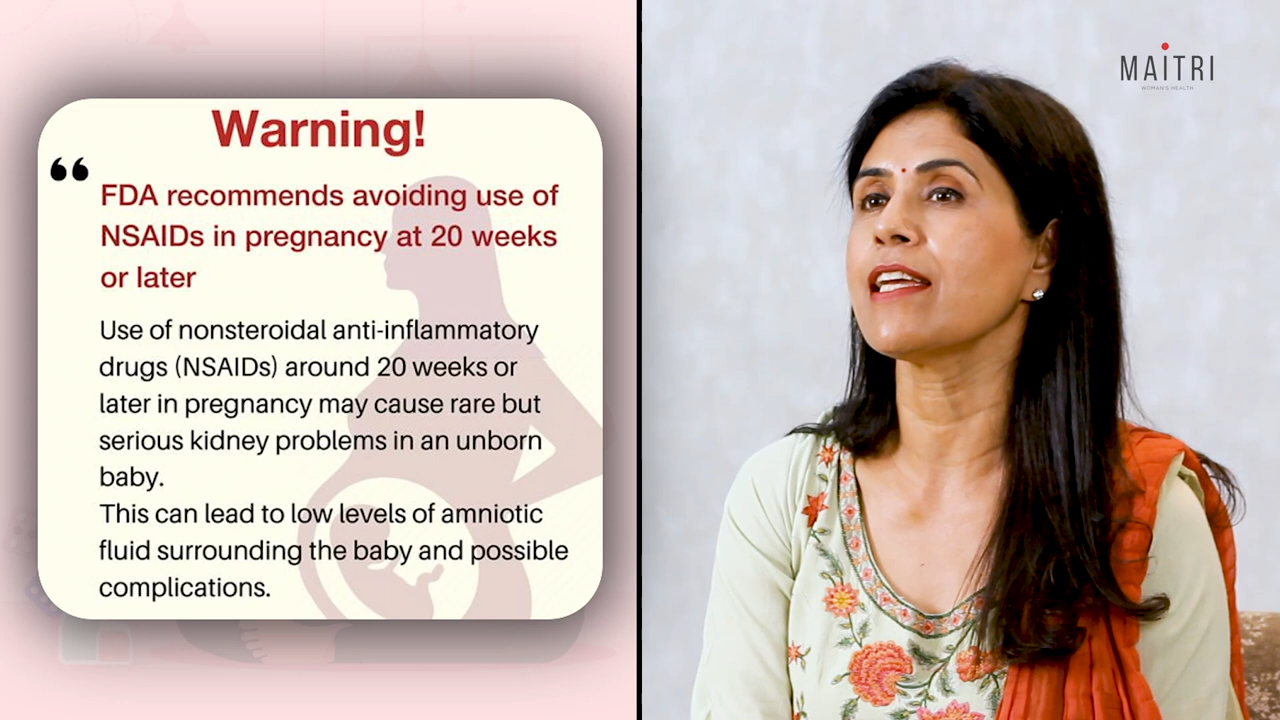 Warning!
“
FDA recommends avoiding use of
NSAIDs in pregnancy at 20 weeks
or later
Use of nonsteroidal anti-inflammatory
drugs (NSAIDs) around 20 weeks or
later in pregnancy may cause rare but
serious kidney problems in an unborn
baby.
This can lead to low levels of amniotic
fluid surrounding the baby and possible
complications.
MAITRI
WOMAN'S HEALTH